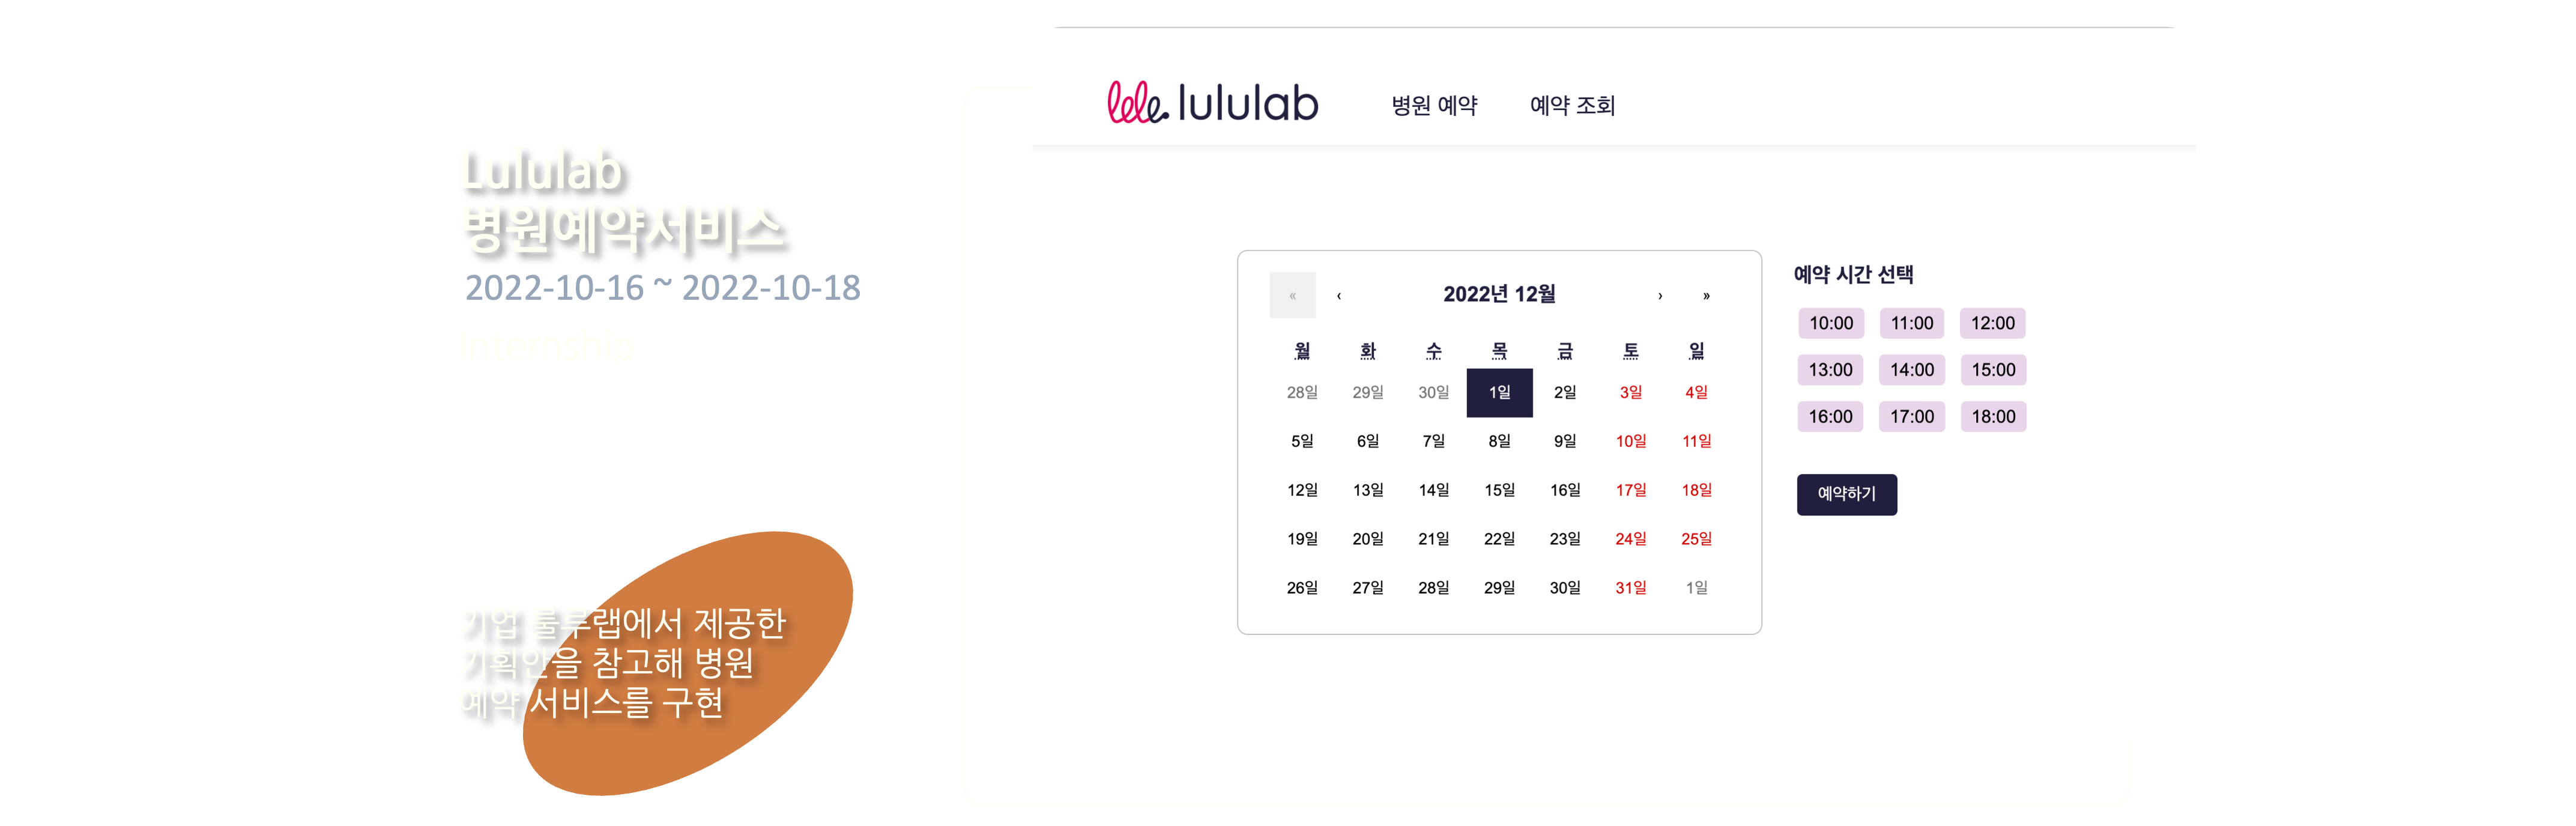 Lululab
병원예약서비스
2022-10-16 ~ 2022-10-18
Internship
기업 룰루랩에서 제공한
기획안을 참고해 병원
예약 서비스를 구현
lele. lululab 병원 예약 예약 조회
« ‹ 2022년 12월 › »
월 화 수 목 금 토 일
28일 29일 30일 1일 2일 3일 4일
5일 6일 7일 8일 9일 10일 11일
12일 13일 14일 15일 16일 17일 18일
19일 20일 21일 22일 23일 24일 25일
26일 27일 28일 29일 30일 31일 1일
예약 시간 선택
10:00 11:00 12:00
13:00 14:00 15:00
16:00 17:00 18:00
예약하기